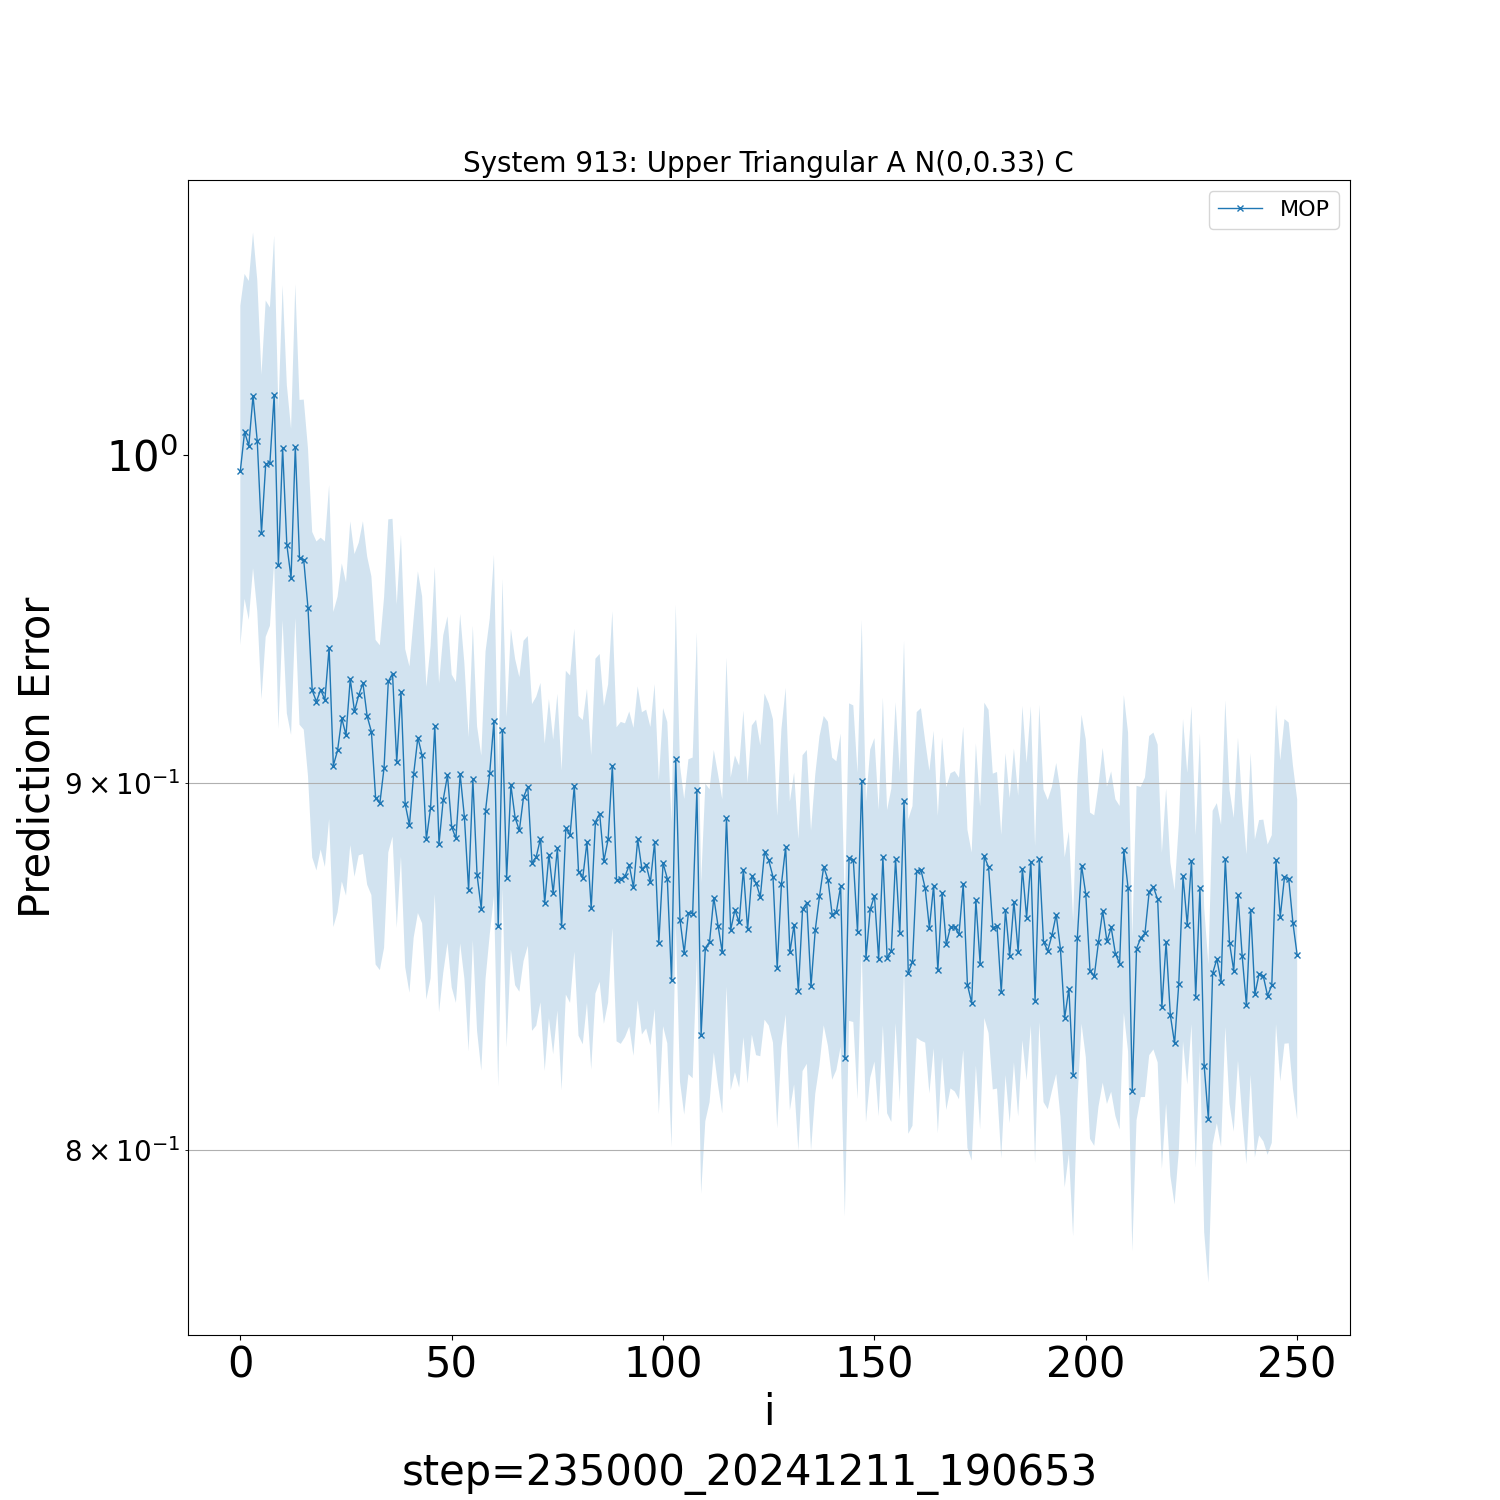 System 913: Upper Triangular A N(0,0.33) C
MOP
Prediction Error
10⁰
9 × 10⁻¹
8 × 10⁻¹
0 50 100 150 200 250
i
step=235000_20241211_190653